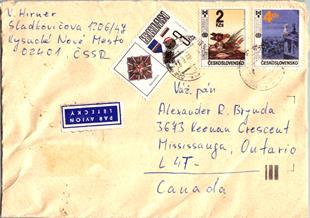 V. Hirner
Sladkovičova 1206/47
Kysucké Nové Mesto
02401, ČSSR
ČESKOSLOVENSKO
2
Kčs
ČESKOSLOVENSKO
ČESKOSLOVENSKO
PAR AVION
LETECKY
Váž. pán
Alexander R. Brynda
3643 Keenan Crescent
Mississauga, Ontario
L4T-
Canada